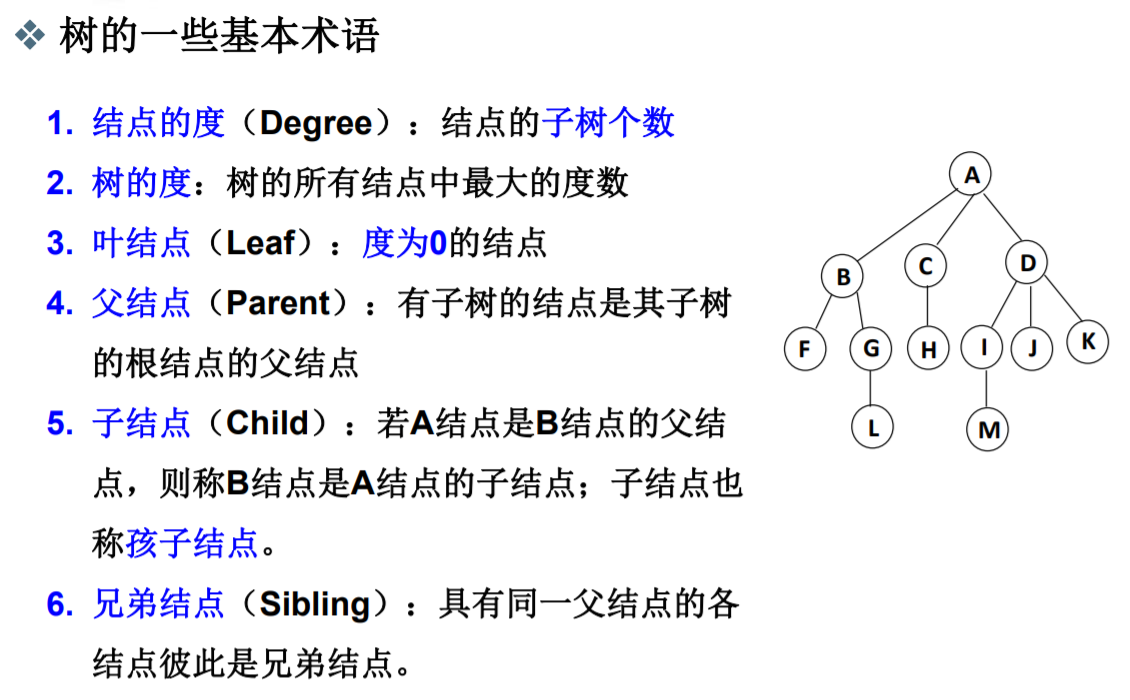 ❖ 树的一些基本术语
1. 结点的度（Degree）：结点的子树个数
2. 树的度：树的所有结点中最大的度数
3. 叶结点（Leaf）：度为0的结点
4. 父结点（Parent）：有子树的结点是其子树
的根结点的父结点
5. 子结点（Child）：若A结点是B结点的父结
点，则称B结点是A结点的子结点；子结点也
称孩子结点。
6. 兄弟结点（Sibling）：具有同一父结点的各
结点彼此是兄弟结点。
A
B C D
F G H I J K
L M